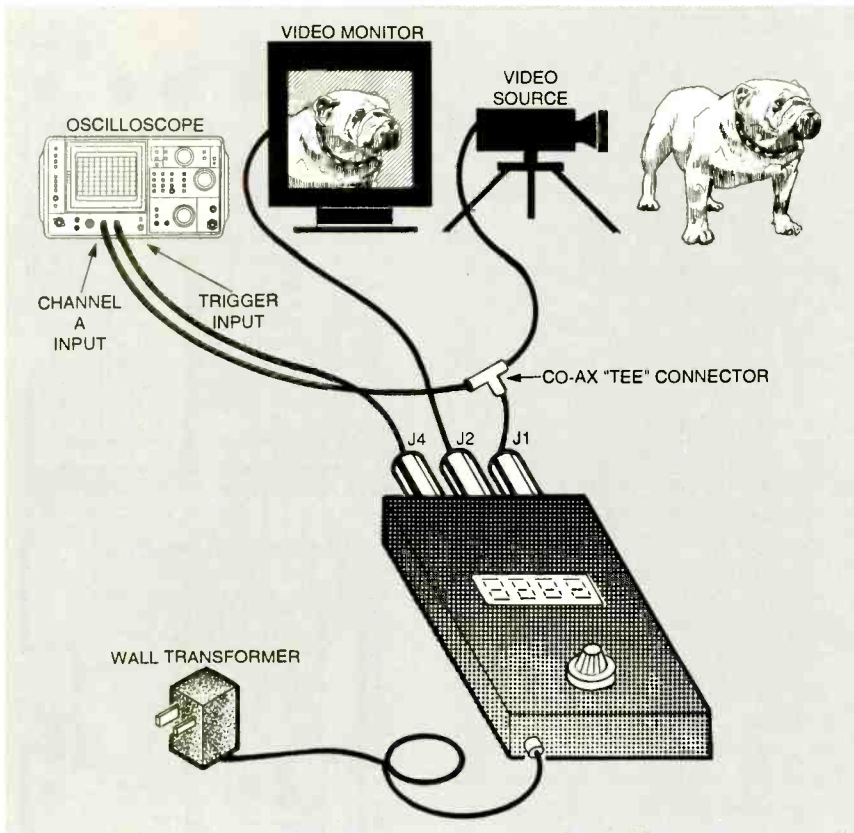 VIDEO MONITOR
VIDEO
SOURCE
OSCILLOSCOPE
CHANNEL
A
INPUT
TRIGGER
INPUT
CO-AX "TEE" CONNECTOR
J4
J2
J1
WALL TRANSFORMER